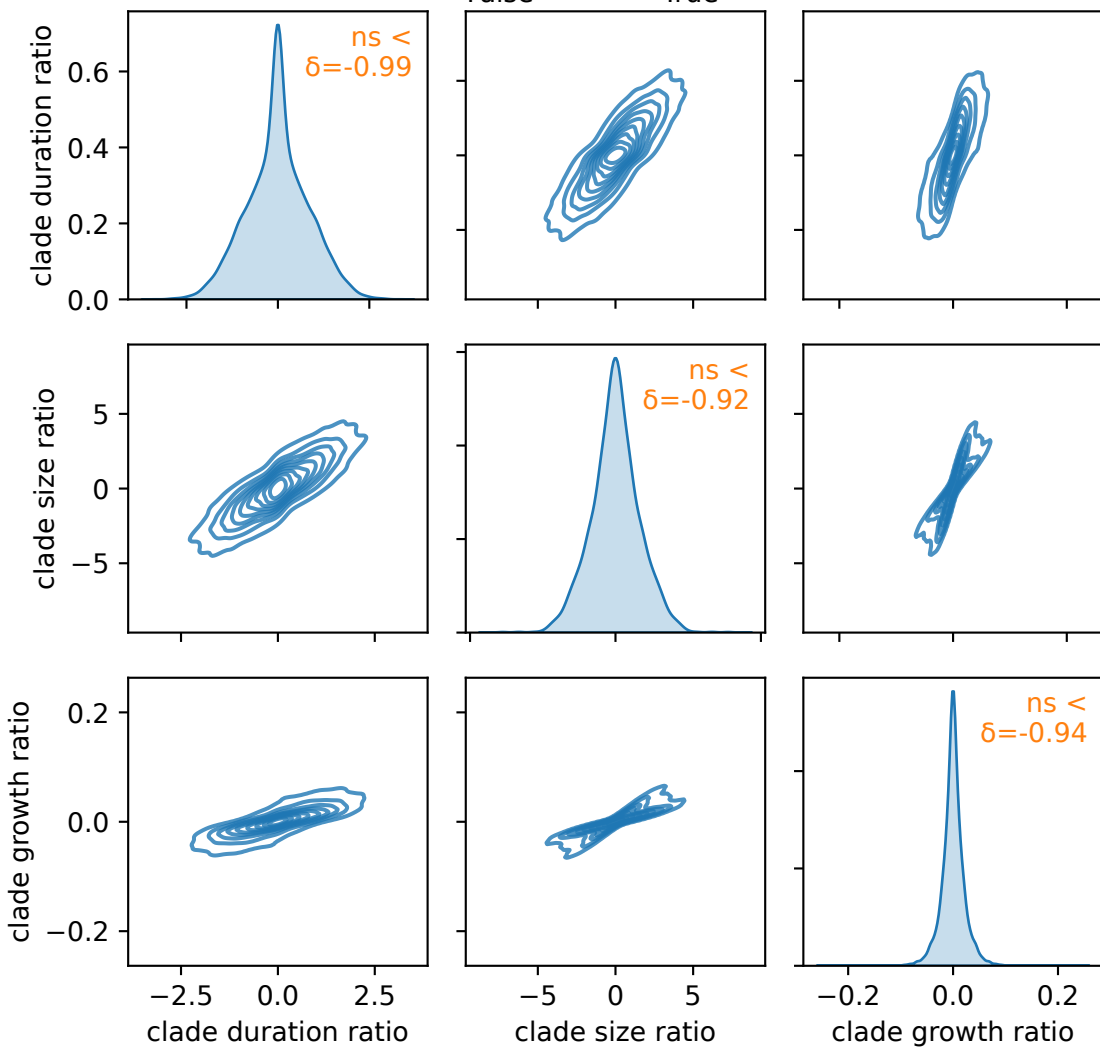 clade duration ratio
0.6
0.4
0.2
0.0
ns <
δ=-0.99
clade size ratio
5
0
−5
ns <
δ=-0.92
clade growth ratio
0.2
0.0
−0.2
ns <
δ=-0.94
−2.5 0.0 2.5
−5 0 5
−0.2 0.0 0.2
clade duration ratio
clade size ratio
clade growth ratio